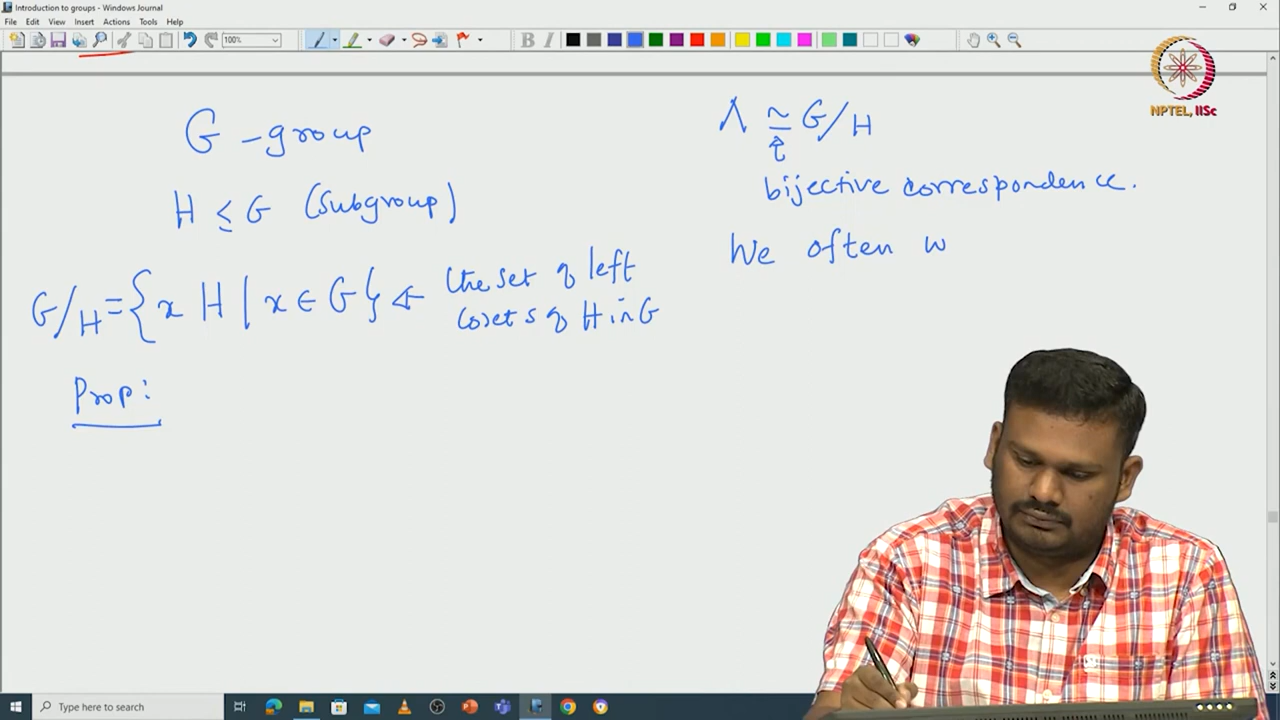 Introduction to groups - Windows Journal
File Edit View Insert Actions Tools Help
100%
B I
NPTEL, IISc
G - group
H ≤ G (Subgroup)
G/H = { x H | x ∈ G } ← the set of left
cosets of H in G
Prop:
Λ ≃ G/H
↑
bijective correspondence.
We often w
Type here to search